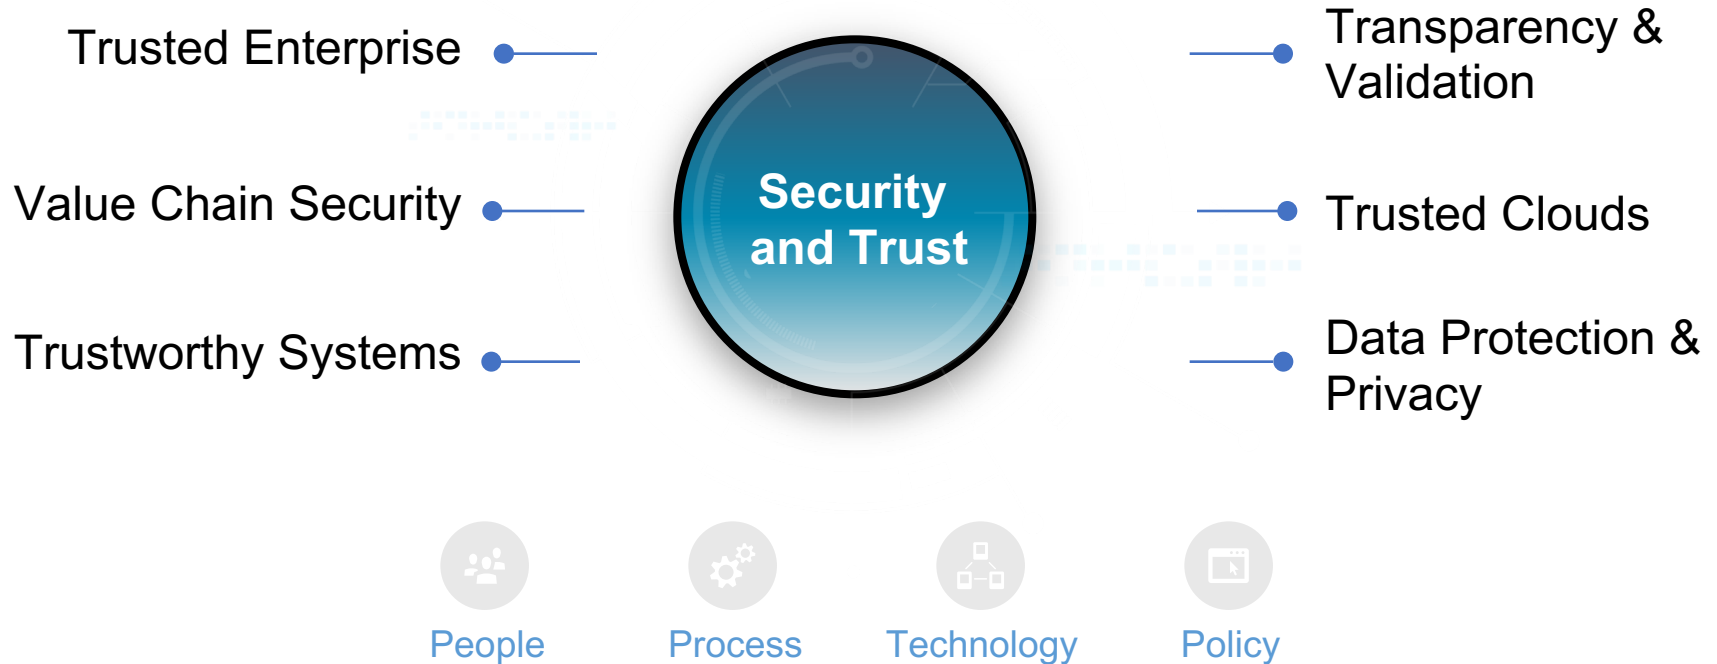 Trusted Enterprise
Value Chain Security
Trustworthy Systems
Security
and Trust
Transparency &
Validation
Trusted Clouds
Data Protection &
Privacy
People
Process
Technology
Policy